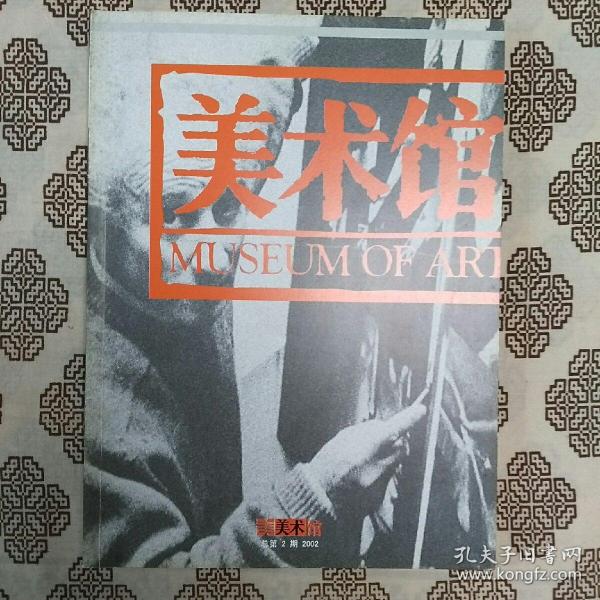 美术馆
MUSEUM OF ART
美术馆
总第 2 期 2002
孔夫子旧书网
www.kongfz.com